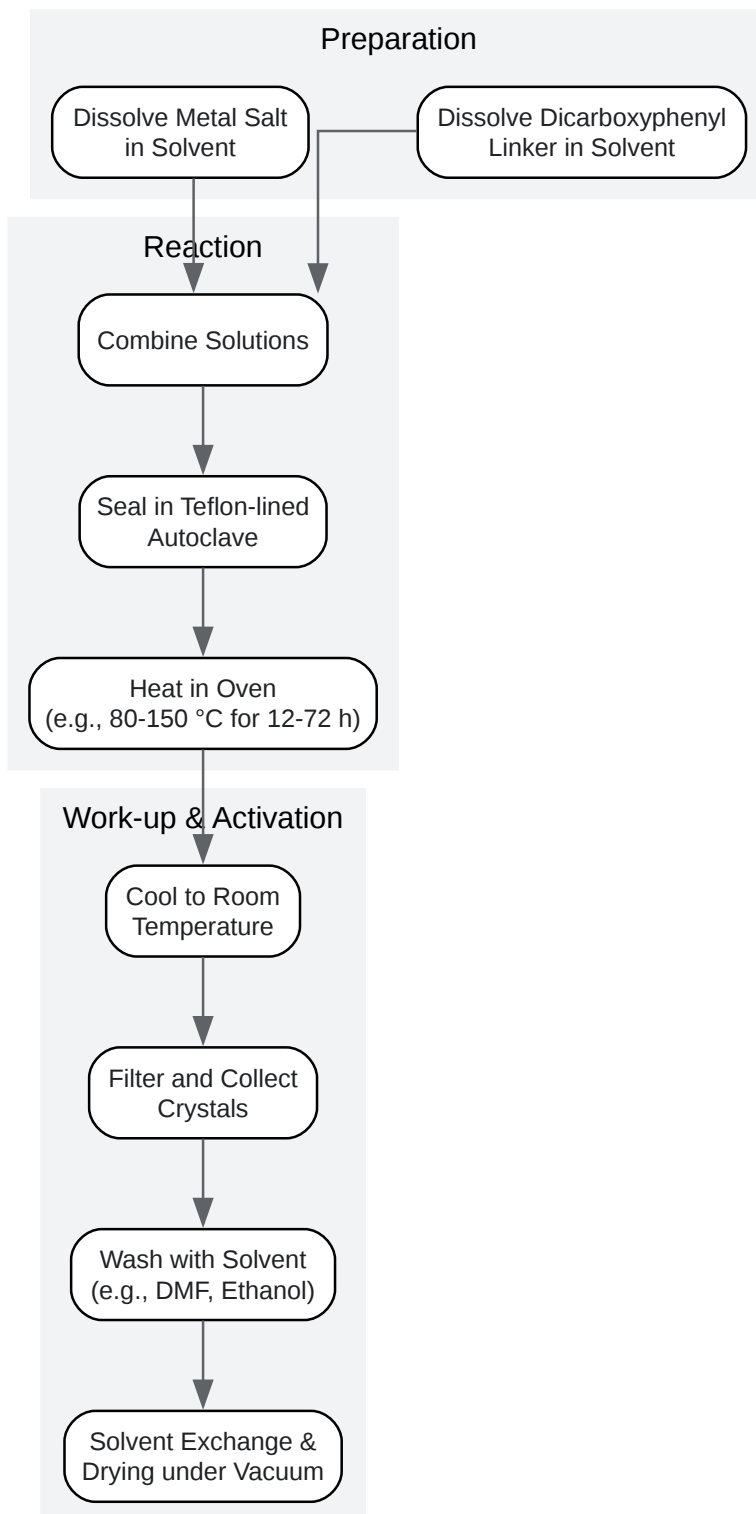 Preparation
Dissolve Metal Salt
in Solvent
Dissolve Dicarboxyphenyl
Linker in Solvent
Reaction
Combine Solutions
Seal in Teflon-lined
Autoclave
Heat in Oven
(e.g., 80-150 °C for 12-72 h)
Work-up & Activation
Cool to Room
Temperature
Filter and Collect
Crystals
Wash with Solvent
(e.g., DMF, Ethanol)
Solvent Exchange &
Drying under Vacuum